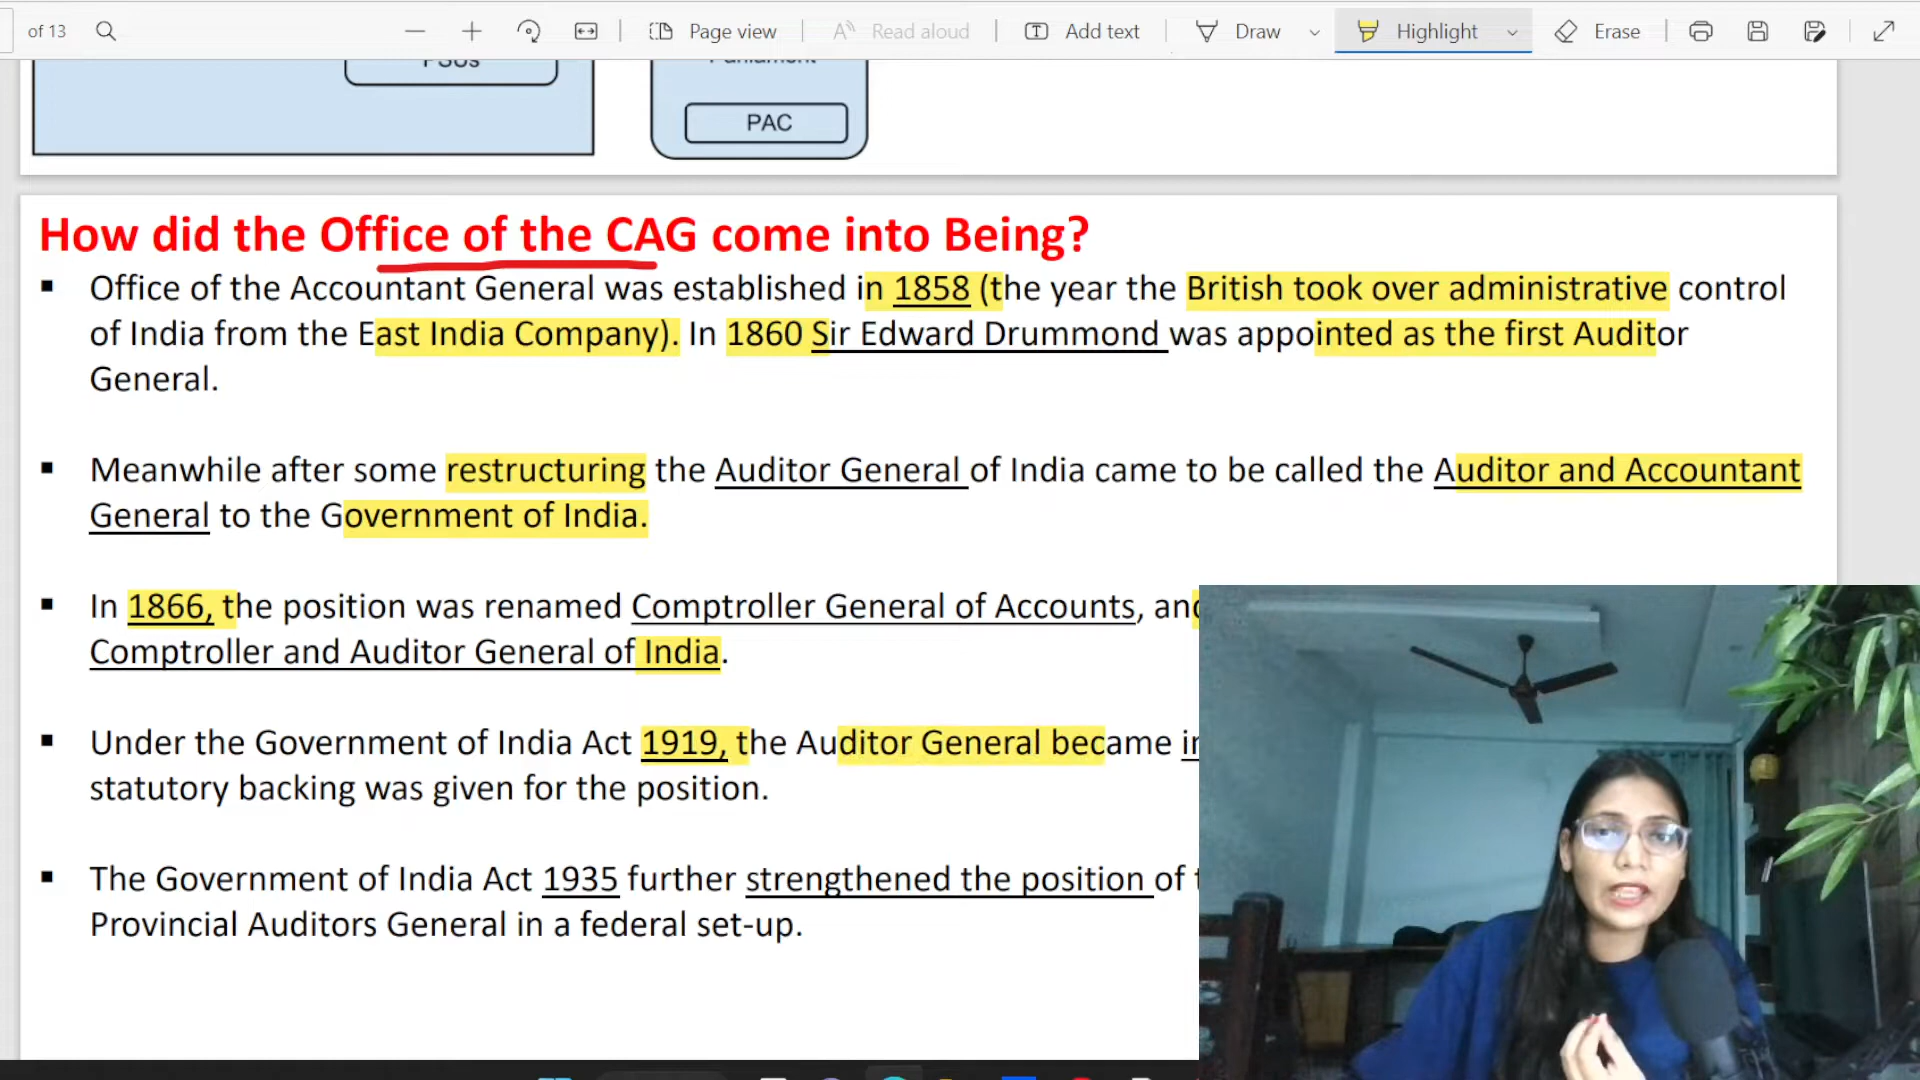 of 13
Page view
Read aloud
Add text
Draw
Highlight
Erase
PSUs
Parliament
PAC
How did the Office of the CAG come into Being?
▪ Office of the Accountant General was established in 1858 (the year the British took over administrative control
of India from the East India Company). In 1860 Sir Edward Drummond was appointed as the first Auditor
General.
▪ Meanwhile after some restructuring the Auditor General of India came to be called the Auditor and Accountant
General to the Government of India.
▪ In 1866, the position was renamed Comptroller General of Accounts, and
Comptroller and Auditor General of India.
▪ Under the Government of India Act 1919, the Auditor General became
statutory backing was given for the position.
▪ The Government of India Act 1935 further strengthened the position of
Provincial Auditors General in a federal set-up.